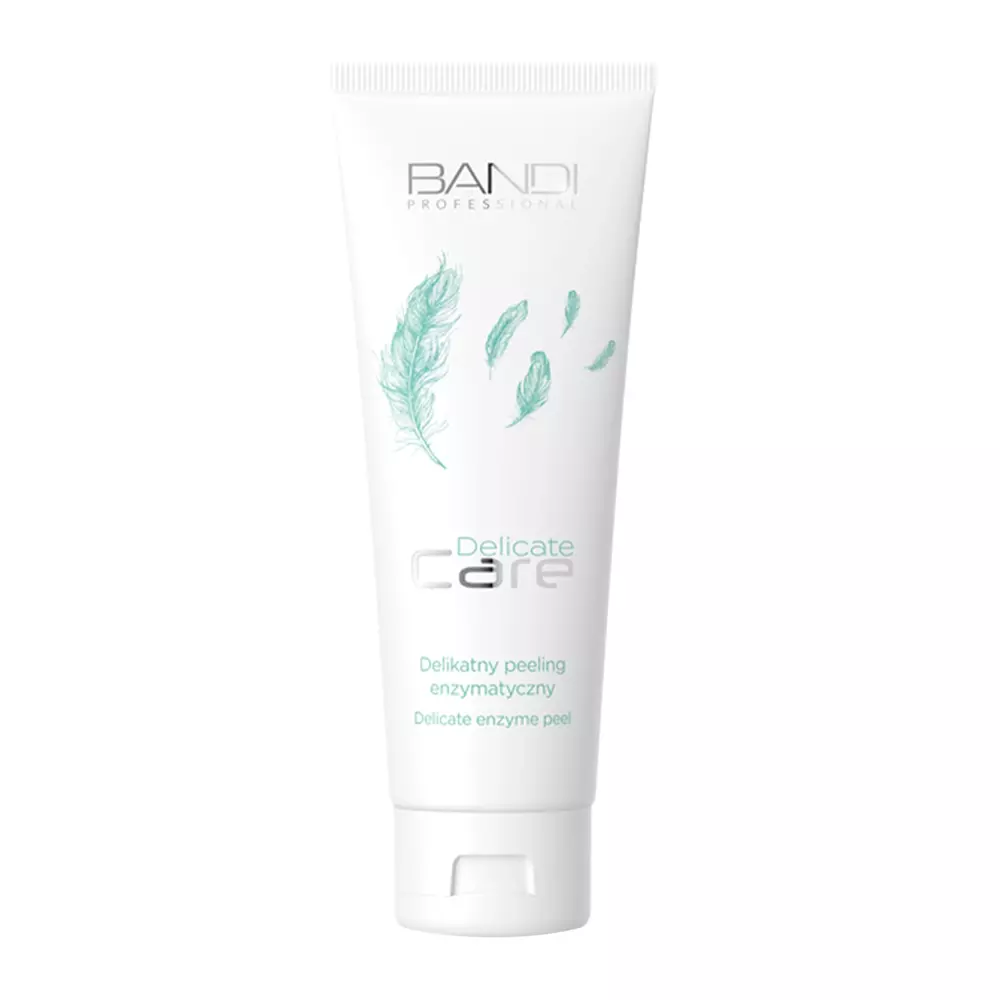 BANDI
PROFESSIONAL
Delicate
Care
Delikatny peeling
enzymatyczny
Delicate enzyme peel